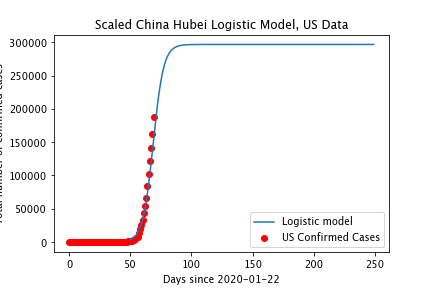 Scaled China Hubei Logistic Model, US Data
300000
250000
200000
150000
100000
50000
0
number of confirmed cases
0 50 100 150 200 250
Days since 2020-01-22
Logistic model
US Confirmed Cases